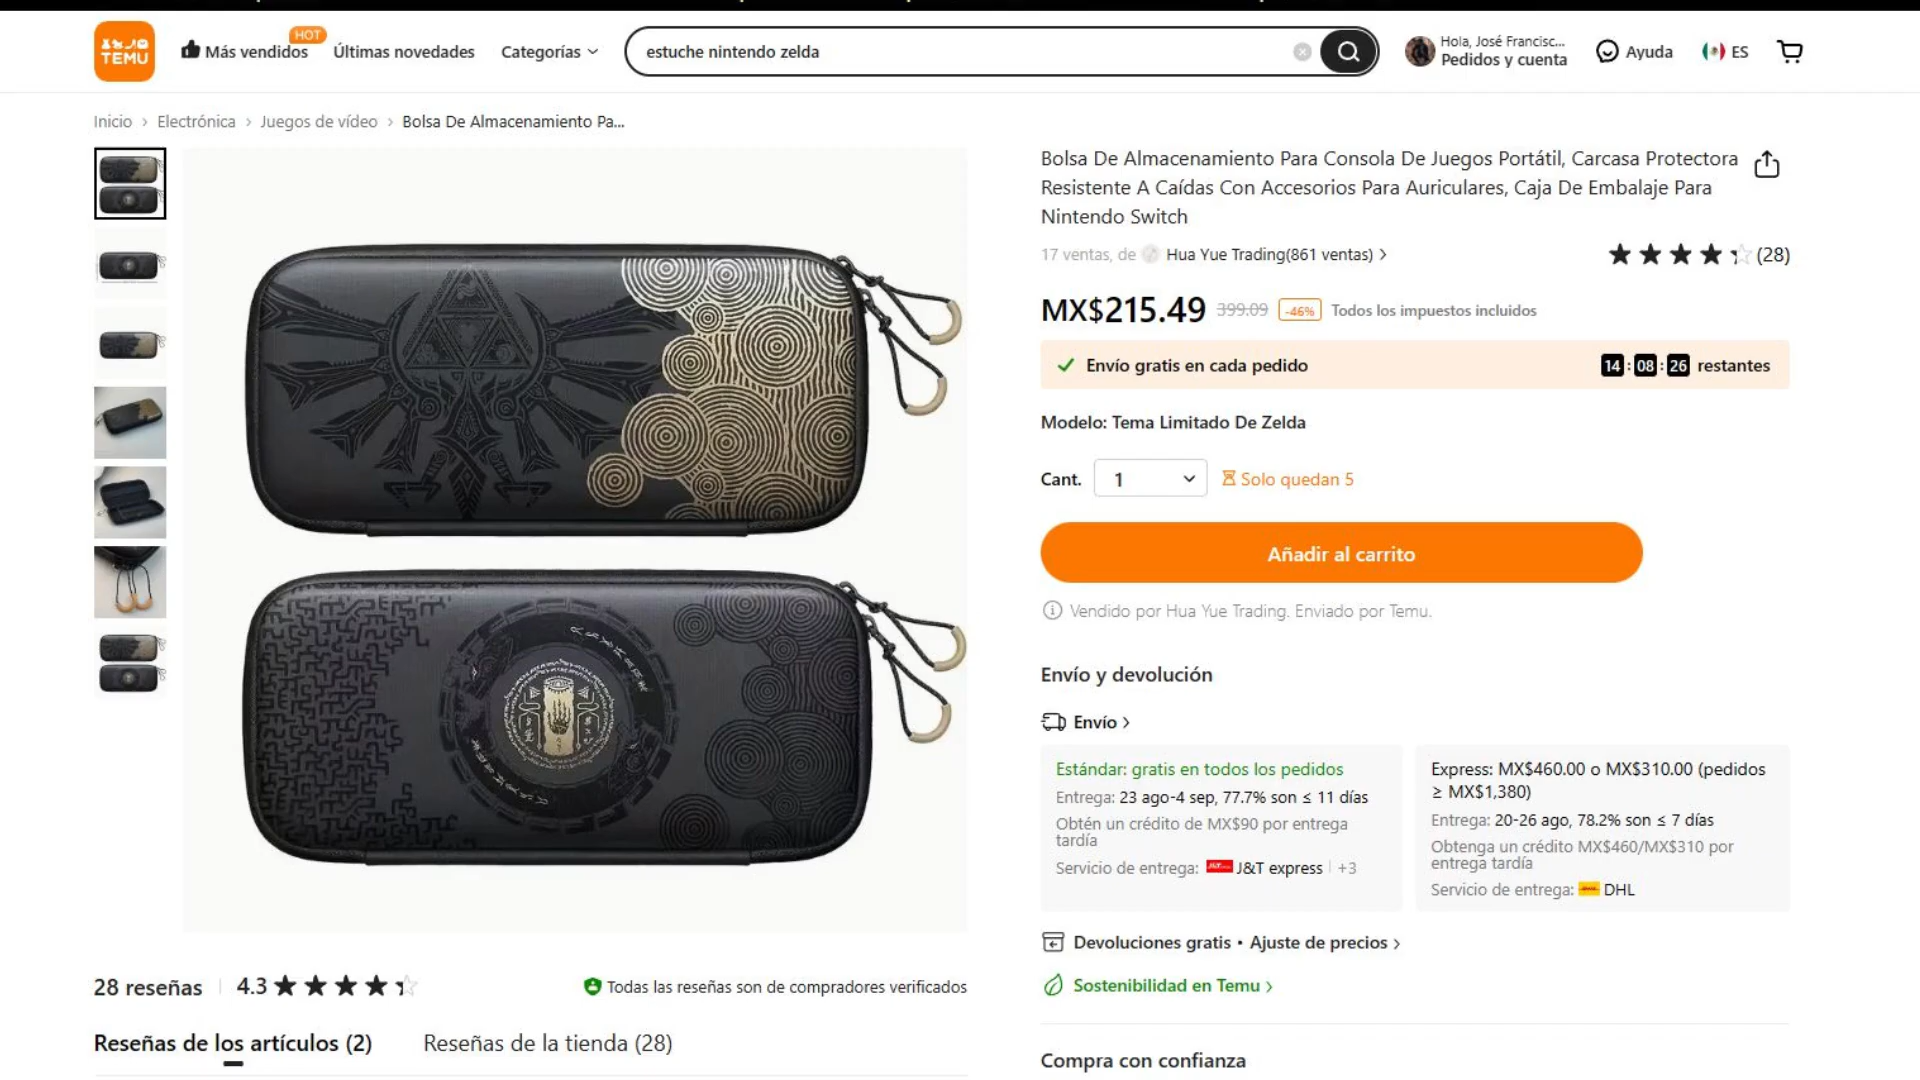 TEMU
Más vendidos
HOT
Últimas novedades
Categorías
estuche nintendo zelda
Hola, José Francisc...
Pedidos y cuenta
Ayuda
ES
Inicio › Electrónica › Juegos de vídeo › Bolsa De Almacenamiento Pa...
Bolsa De Almacenamiento Para Consola De Juegos Portátil, Carcasa Protectora
Resistente A Caídas Con Accesorios Para Auriculares, Caja De Embalaje Para
Nintendo Switch
17 ventas, de Hua Yue Trading(861 ventas) ›
(28)
MX$215.49 399.09 -46% Todos los impuestos incluidos
Envío gratis en cada pedido
14 : 08 : 26 restantes
Modelo: Tema Limitado De Zelda
Cant. 1 Solo quedan 5
Añadir al carrito
Vendido por Hua Yue Trading. Enviado por Temu.
Envío y devolución
Envío ›
Estándar: gratis en todos los pedidos
Entrega: 23 ago-4 sep, 77.7% son ≤ 11 días
Obtén un crédito de MX$90 por entrega
tardía
Servicio de entrega: J&T express +3
Express: MX$460.00 o MX$310.00 (pedidos
≥ MX$1,380)
Entrega: 20-26 ago, 78.2% son ≤ 7 días
Obtenga un crédito MX$460/MX$310 por
entrega tardía
Servicio de entrega: DHL
Devoluciones gratis • Ajuste de precios ›
Sostenibilidad en Temu ›
Compra con confianza
28 reseñas 4.3
Todas las reseñas son de compradores verificados
Reseñas de los artículos (2)
Reseñas de la tienda (28)